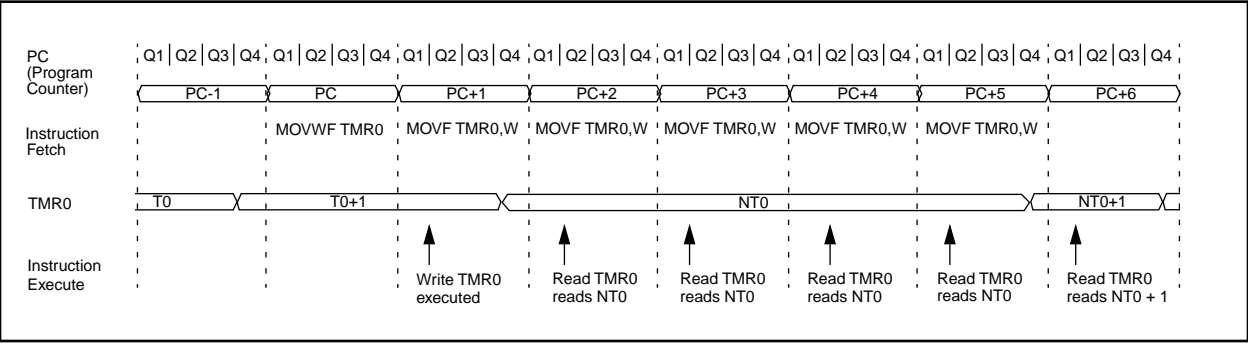 PC
(Program
Counter)
Q1 Q2 Q3 Q4 Q1 Q2 Q3 Q4 Q1 Q2 Q3 Q4 Q1 Q2 Q3 Q4 Q1 Q2 Q3 Q4 Q1 Q2 Q3 Q4 Q1 Q2 Q3 Q4 Q1 Q2 Q3 Q4
PC-1 PC PC+1 PC+2 PC+3 PC+4 PC+5 PC+6
Instruction
Fetch
MOVWF TMR0 MOVF TMR0,W MOVF TMR0,W MOVF TMR0,W MOVF TMR0,W MOVF TMR0,W
TMR0
T0 T0+1 NT0 NT0+1
Instruction
Execute
Write TMR0
executed
Read TMR0
reads NT0
Read TMR0
reads NT0
Read TMR0
reads NT0
Read TMR0
reads NT0
Read TMR0
reads NT0 + 1